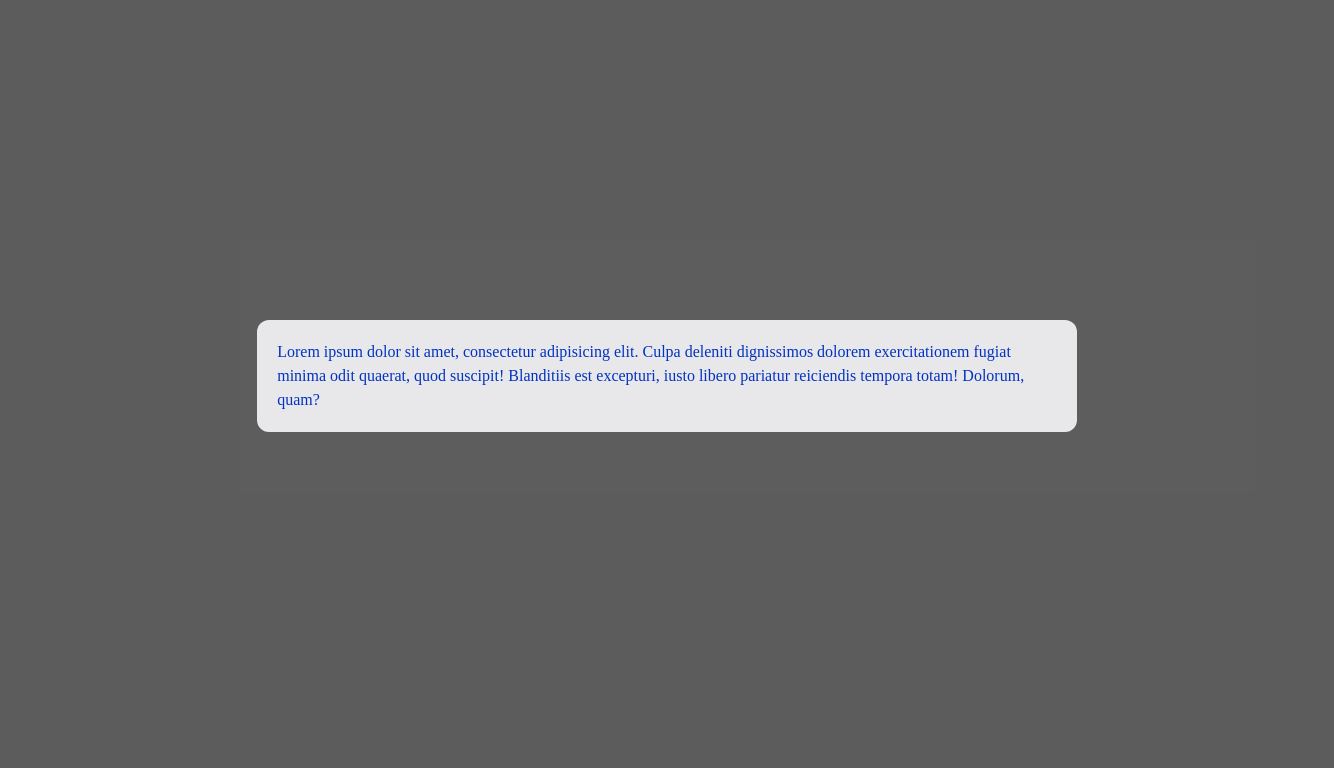 Lorem ipsum dolor sit amet, consectetur adipisicing elit. Culpa deleniti dignissimos dolorem exercitationem fugiat
minima odit quaerat, quod suscipit! Blanditiis est excepturi, iusto libero pariatur reiciendis tempora totam! Dolorum,
quam?